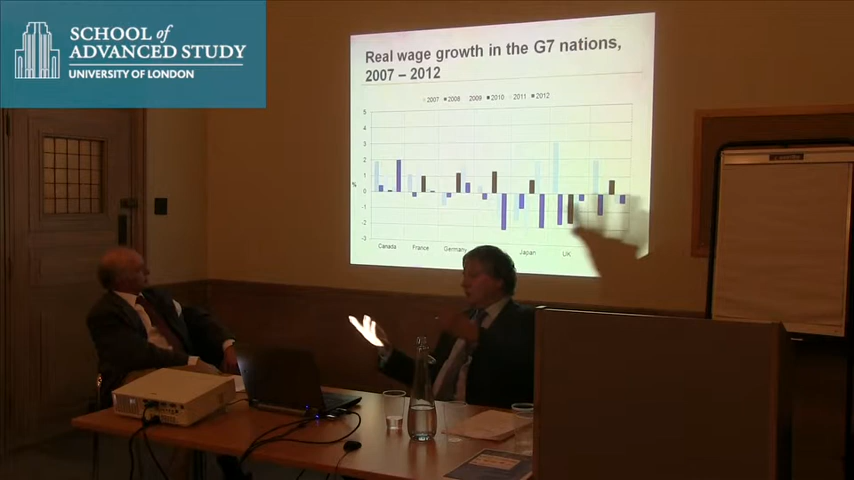 SCHOOL of
ADVANCED STUDY
UNIVERSITY OF LONDON
Real wage growth in the G7 nations,
2007 – 2012
2007 2008 2009 2010 2011 2012
5
4
3
2
1
0
-1
-2
-3
%
Canada France Germany Japan UK